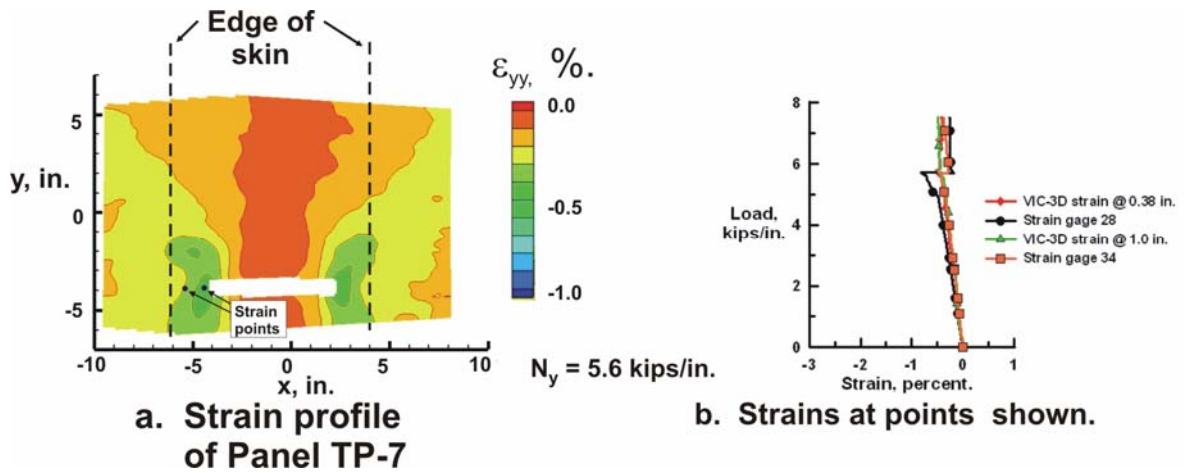 Edge of
skin
εyy, %.
0.0
-0.5
-1.0
y, in.
5
0
-5
Strain
points
-10
-5
0
5
10
x, in.
Ny = 5.6 kips/in.
a. Strain profile
of Panel TP-7
8
6
4
2
0
Load,
kips/in.
VIC-3D strain @ 0.38 in.
Strain gage 28
VIC-3D strain @ 1.0 in.
Strain gage 34
-3
-2
-1
0
1
Strain, percent.
b. Strains at points shown.